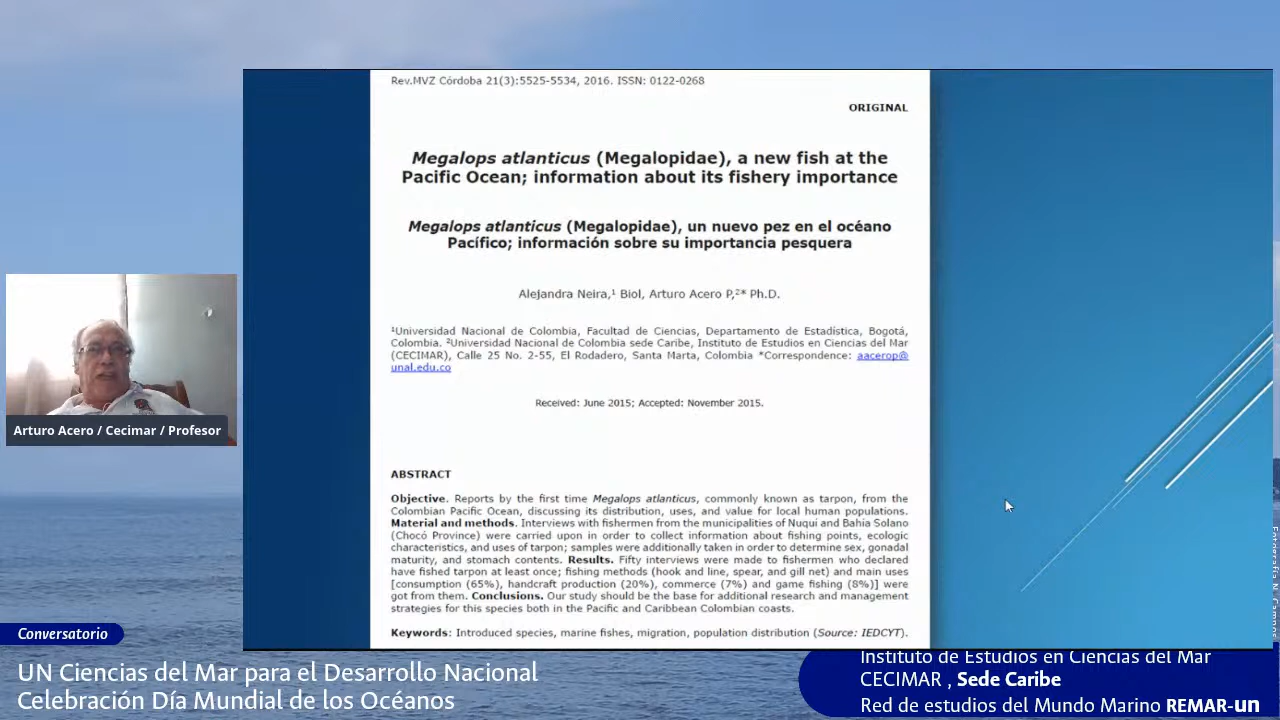 Rev.MVZ Córdoba 21(3):5525-5534, 2016. ISSN: 0122-0268
ORIGINAL
Megalops atlanticus (Megalopidae), a new fish at the
Pacific Ocean; information about its fishery importance
Megalops atlanticus (Megalopidae), un nuevo pez en el océano
Pacífico; información sobre su importancia pesquera
Alejandra Neira,¹ Biol, Arturo Acero P,²* Ph.D.
¹Universidad Nacional de Colombia, Facultad de Ciencias, Departamento de Estadística, Bogotá,
Colombia. ²Universidad Nacional de Colombia sede Caribe, Instituto de Estudios en Ciencias del Mar
(CECIMAR), Calle 25 No. 2-55, El Rodadero, Santa Marta, Colombia *Correspondence: aacerop@
unal.edu.co
Received: June 2015; Accepted: November 2015.
ABSTRACT
Objective. Reports by the first time Megalops atlanticus, commonly known as tarpon, from the
Colombian Pacific Ocean, discussing its distribution, uses, and value for local human populations.
Material and methods. Interviews with fishermen from the municipalities of Nuquí and Bahía Solano
(Chocó Province) were carried upon in order to collect information about fishing points, ecologic
characteristics, and uses of tarpon; samples were additionally taken in order to determine sex, gonadal
maturity, and stomach contents. Results. Fifty interviews were made to fishermen who declared
have fished tarpon at least once; fishing methods (hook and line, spear, and gill net) and main uses
[consumption (65%), handcraft production (20%), commerce (7%) and game fishing (8%)] were
got from them. Conclusions. Our study should be the base for additional research and management
strategies for this species both in the Pacific and Caribbean Colombian coasts.
Keywords: Introduced species, marine fishes, migration, population distribution (Source: IEDCYT).
Arturo Acero / Cecimar / Profesor
Conversatorio
UN Ciencias del Mar para el Desarrollo Nacional
Celebración Día Mundial de los Océanos
Instituto de Estudios en Ciencias del Mar
CECIMAR , Sede Caribe
Red de estudios del Mundo Marino REMAR-un